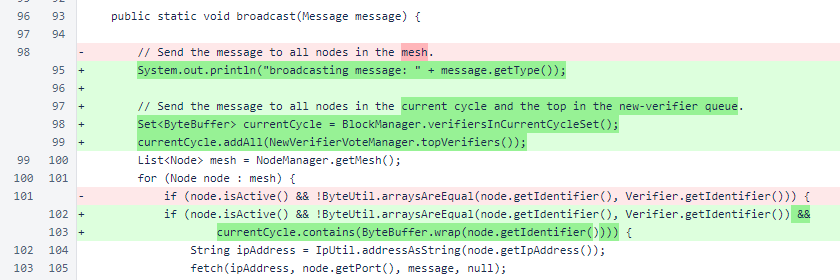 96 93 public static void broadcast(Message message) {
97 94
98 - // Send the message to all nodes in the mesh.
95 + System.out.println("broadcasting message: " + message.getType());
96 +
97 + // Send the message to all nodes in the current cycle and the top in the new-verifier queue.
98 + Set<ByteBuffer> currentCycle = BlockManager.verifiersInCurrentCycleSet();
99 + currentCycle.addAll(NewVerifierVoteManager.topVerifiers());
99 100 List<Node> mesh = NodeManager.getMesh();
100 101 for (Node node : mesh) {
101 - if (node.isActive() && !ByteUtil.arraysAreEqual(node.getIdentifier(), Verifier.getIdentifier())) {
102 + if (node.isActive() && !ByteUtil.arraysAreEqual(node.getIdentifier(), Verifier.getIdentifier()) &&
103 + currentCycle.contains(ByteBuffer.wrap(node.getIdentifier()))) {
102 104 String ipAddress = IpUtil.addressAsString(node.getIpAddress());
103 105 fetch(ipAddress, node.getPort(), message, null);